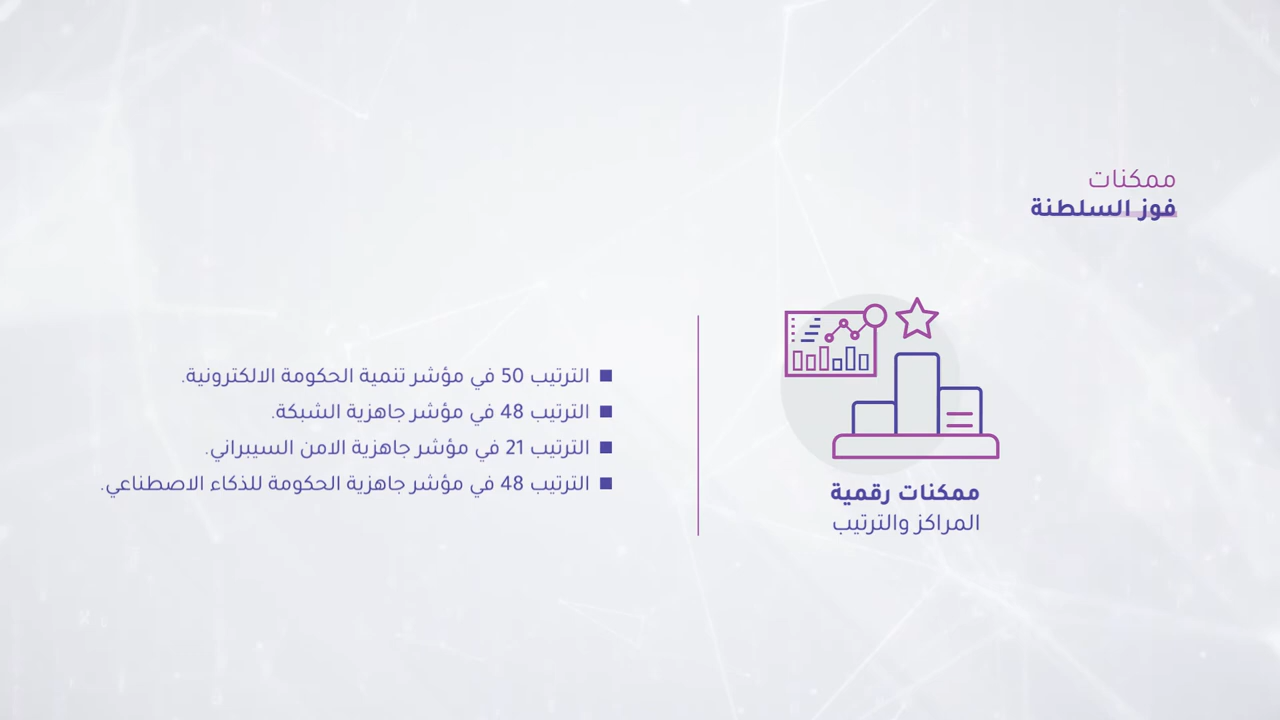 ممكنات
فوز السلطنة
ممكنات رقمية
المراكز والترتيب
الترتيب 50 في مؤشر تنمية الحكومة الالكترونية.
الترتيب 48 في مؤشر جاهزية الشبكة.
الترتيب 21 في مؤشر جاهزية الامن السيبراني.
الترتيب 48 في مؤشر جاهزية الحكومة للذكاء الاصطناعي.